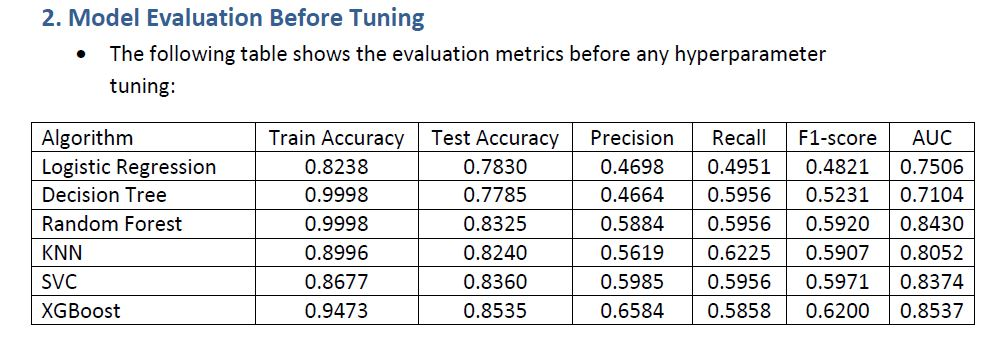 2. Model Evaluation Before Tuning
• The following table shows the evaluation metrics before any hyperparameter
tuning:
Algorithm Train Accuracy Test Accuracy Precision Recall F1-score AUC
Logistic Regression 0.8238 0.7830 0.4698 0.4951 0.4821 0.7506
Decision Tree 0.9998 0.7785 0.4664 0.5956 0.5231 0.7104
Random Forest 0.9998 0.8325 0.5884 0.5956 0.5920 0.8430
KNN 0.8996 0.8240 0.5619 0.6225 0.5907 0.8052
SVC 0.8677 0.8360 0.5985 0.5956 0.5971 0.8374
XGBoost 0.9473 0.8535 0.6584 0.5858 0.6200 0.8537